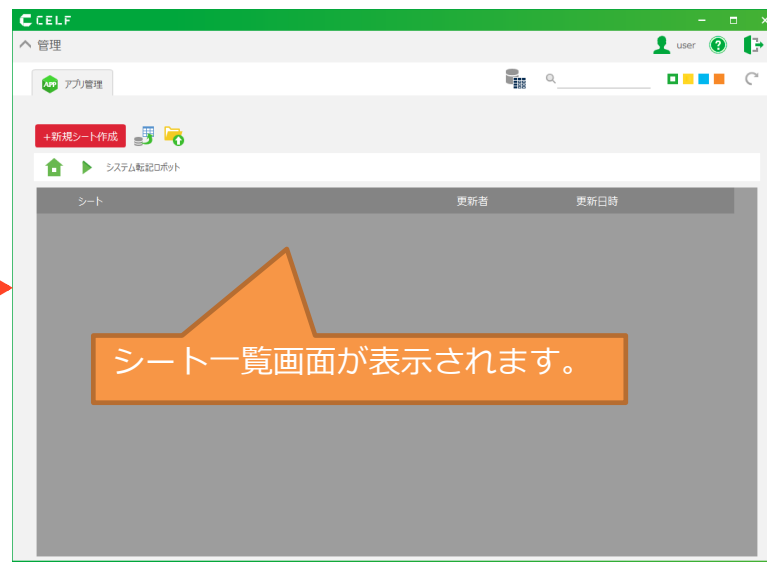 CELF
管理
user
アプリ管理
+新規シート作成
システム転記ロボット
シート 更新者 更新日時
シート一覧画面が表示されます。